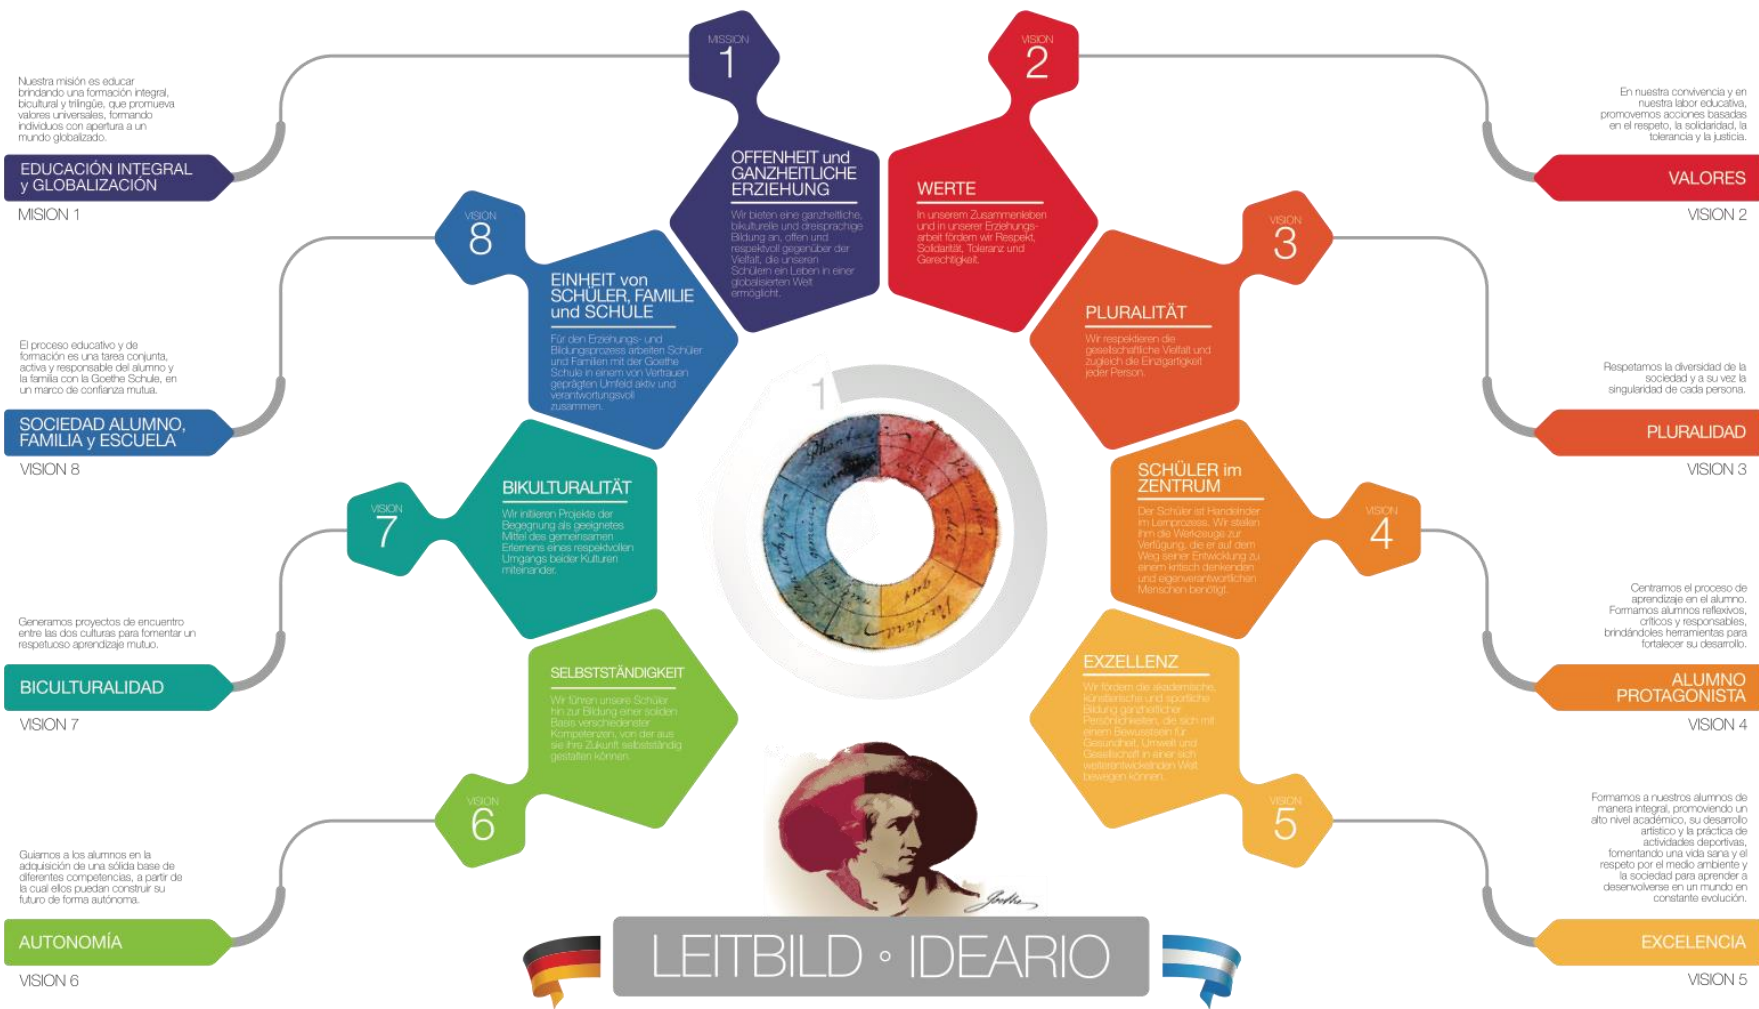 MISSION
1
VISION
2
Nuestra misión es educar
brindando una formación integral,
bicultural y trilingüe, que promueva
valores universales, formando
individuos con apertura a un
mundo globalizado.
EDUCACIÓN INTEGRAL
y GLOBALIZACIÓN
MISION 1
OFFENHEIT und
GANZHEITLICHE
ERZIEHUNG
Wir bieten eine ganzheitliche,
bikulturelle und dreisprachige
Bildung an, offen und
respektvoll gegenüber der
Vielfalt, die unseren
Schülern ein Leben in einer
globalisierten Welt
ermöglicht.
WERTE
In unserem Zusammenleben
und in unserer Erziehungs-
arbeit fördern wir Respekt,
Solidarität, Toleranz und
Gerechtigkeit.
En nuestra convivencia y en
nuestra labor educativa,
promovemos acciones basadas
en el respeto, la solidaridad, la
tolerancia y la justicia.
VALORES
VISION 2
VISION
8
EINHEIT von
SCHÜLER, FAMILIE
und SCHULE
Für den Erziehungs- und
Bildungsprozess arbeiten Schüler
und Familien mit der Goethe
Schule in einem von Vertrauen
geprägten Umfeld aktiv und
verantwortungsvoll
zusammen.
VISION
3
PLURALITÄT
Wir respektieren die
gesellschaftliche Vielfalt und
zugleich die Einzigartigkeit
jeder Person.
El proceso educativo y de
formación es una tarea conjunta,
activa y responsable del alumno y
la familia con la Goethe Schule, en
un marco de confianza mutua.
SOCIEDAD ALUMNO,
FAMILIA y ESCUELA
VISION 8
Respetamos la diversidad de la
sociedad y a su vez la
singularidad de cada persona.
PLURALIDAD
VISION 3
1
VISION
7
BIKULTURALITÄT
Wir initiieren Projekte der
Begegnung als geeignetes
Mittel des gemeinsamen
Erlernens eines respektvollen
Umgangs beider Kulturen
miteinander.
SCHÜLER im
ZENTRUM
Der Schüler ist Handelnder
im Lernprozess. Wir stellen
ihm die Werkzeuge zur
Verfügung, die er auf dem
Weg seiner Entwicklung zu
einem kritisch denkenden
und eigenverantwortlichen
Menschen benötigt.
VISION
4
Generamos proyectos de encuentro
entre las dos culturas para fomentar un
respetuoso aprendizaje mutuo.
BICULTURALIDAD
VISION 7
Centramos el proceso de
aprendizaje en el alumno.
Formamos alumnos reflexivos,
críticos y responsables,
brindándoles herramientas para
fortalecer su desarrollo.
ALUMNO
PROTAGONISTA
VISION 4
SELBSTSTÄNDIGKEIT
Wir führen unsere Schüler
hin zur Bildung einer soliden
Basis verschiedenster
Kompetenzen, von der aus
sie ihre Zukunft selbstständig
gestalten können.
VISION
6
EXZELLENZ
Wir fördern die akademische,
künstlerische und sportliche
Bildung ganzheitlicher
Persönlichkeiten, die sich mit
einem Bewusstsein für
Gesundheit, Umwelt und
Gesellschaft in einer sich
weiterentwickelnden Welt
bewegen können.
VISION
5
Guiamos a los alumnos en la
adquisición de una sólida base de
diferentes competencias, a partir de
la cual ellos puedan construir su
futuro de forma autónoma.
AUTONOMÍA
VISION 6
Formamos a nuestros alumnos de
manera integral, promoviendo un
alto nivel académico, su desarrollo
artístico y la práctica de
actividades deportivas,
fomentando una vida sana y el
respeto por el medio ambiente y
la sociedad para aprender a
desenvolverse en un mundo en
constante evolución.
EXCELENCIA
VISION 5
Goethe
LEITBILD ◦ IDEARIO